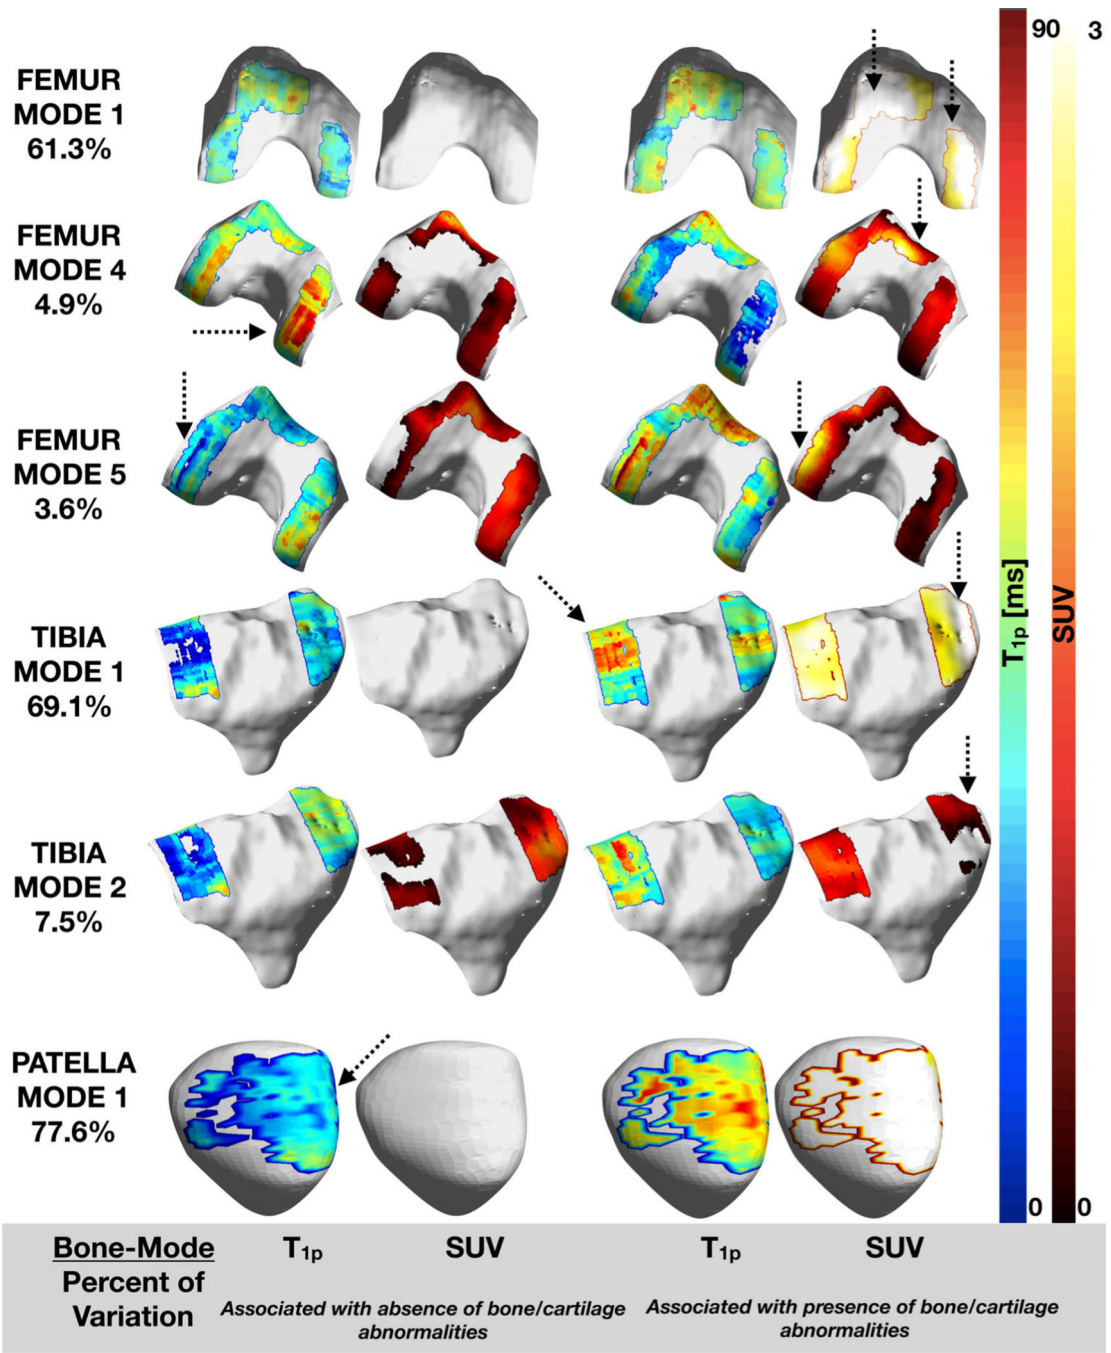 90 3
FEMUR
MODE 1
61.3%
FEMUR
MODE 4
4.9%
FEMUR
MODE 5
3.6%
T1p [ms]
SUV
TIBIA
MODE 1
69.1%
TIBIA
MODE 2
7.5%
PATELLA
MODE 1
77.6%
0 0
Bone-Mode
Percent of
Variation
T1p SUV T1p SUV
Associated with absence of bone/cartilage
abnormalities
Associated with presence of bone/cartilage
abnormalities